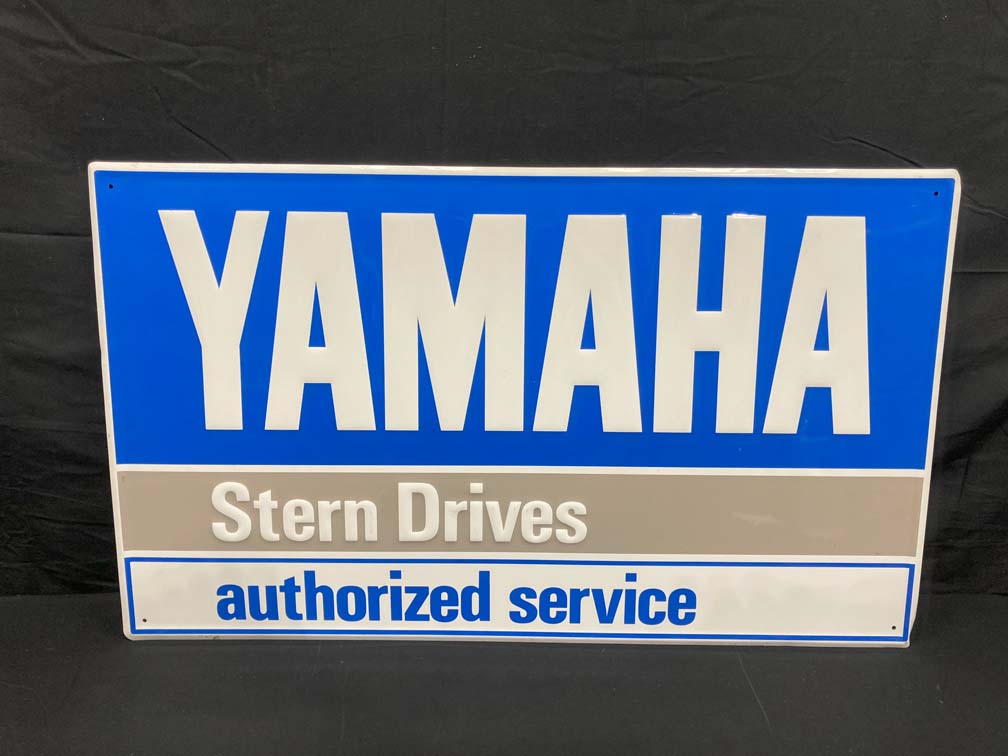 YAMAHA
Stern Drives
authorized service